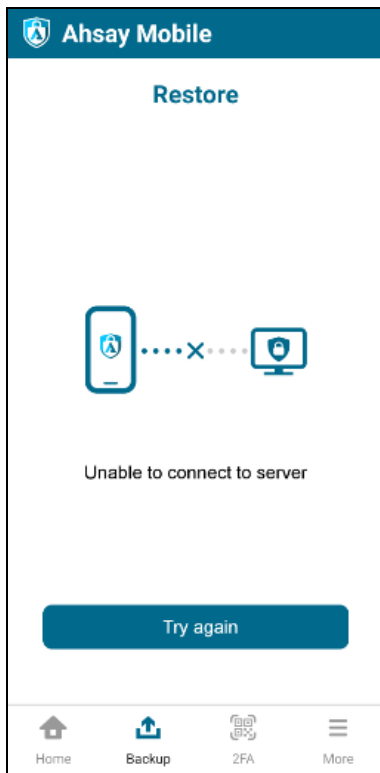 Ahsay Mobile
Restore
Unable to connect to server
Try again
Home Backup 2FA More